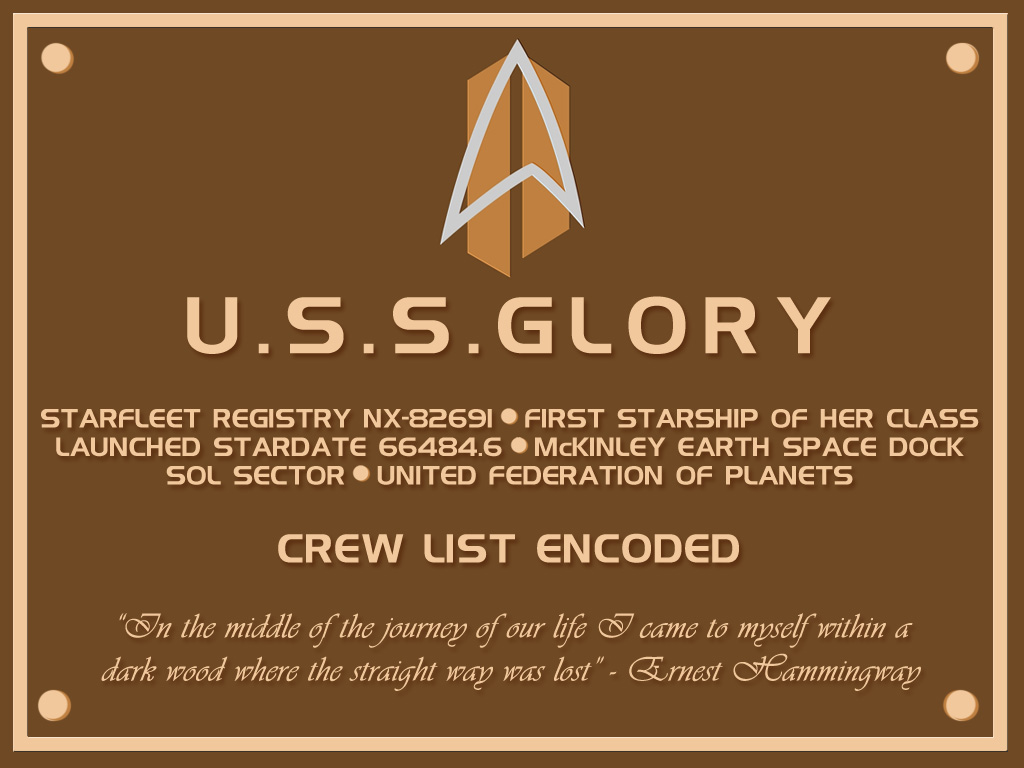 U.S.S.GLORY
STARFLEET REGISTRY NX-82691 ● FIRST STARSHIP OF HER CLASS
LAUNCHED STARDATE 66484.6 ● McKINLEY EARTH SPACE DOCK
SOL SECTOR ● UNITED FEDERATION OF PLANETS
CREW LIST ENCODED
"In the middle of the journey of our life I came to myself within a
dark wood where the straight way was lost" - Ernest Hammingway